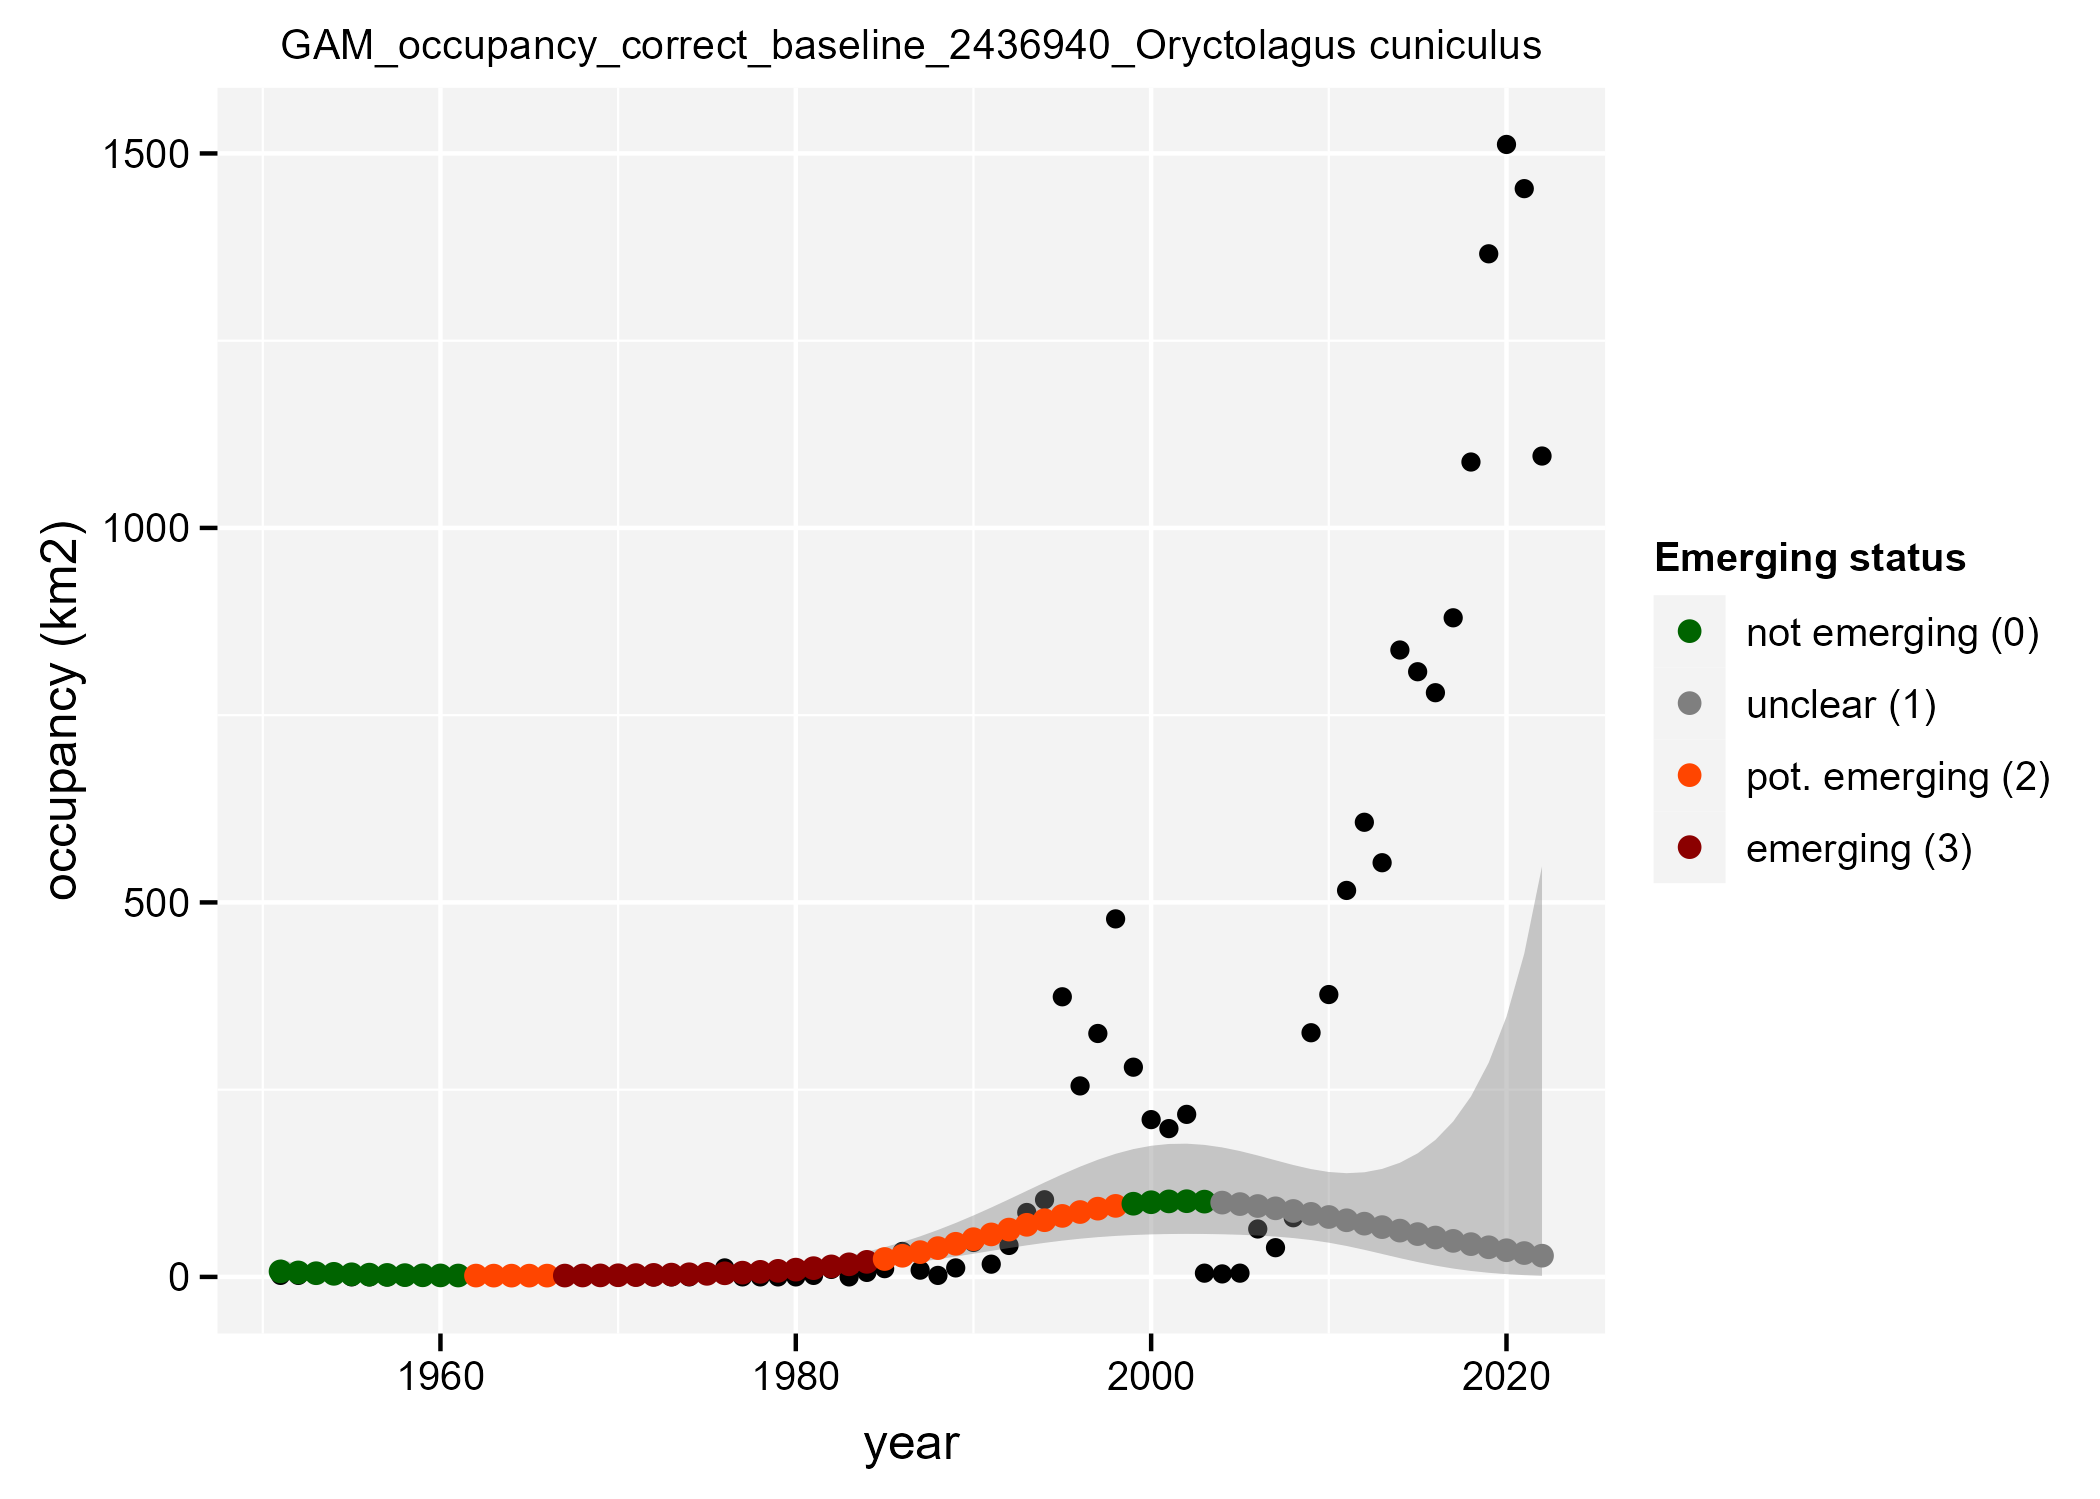 GAM_occupancy_correct_baseline_2436940_Oryctolagus cuniculus
1500
1000
500
0
occupancy (km2)
1960
1980
2000
2020
year
Emerging status
not emerging (0)
unclear (1)
pot. emerging (2)
emerging (3)